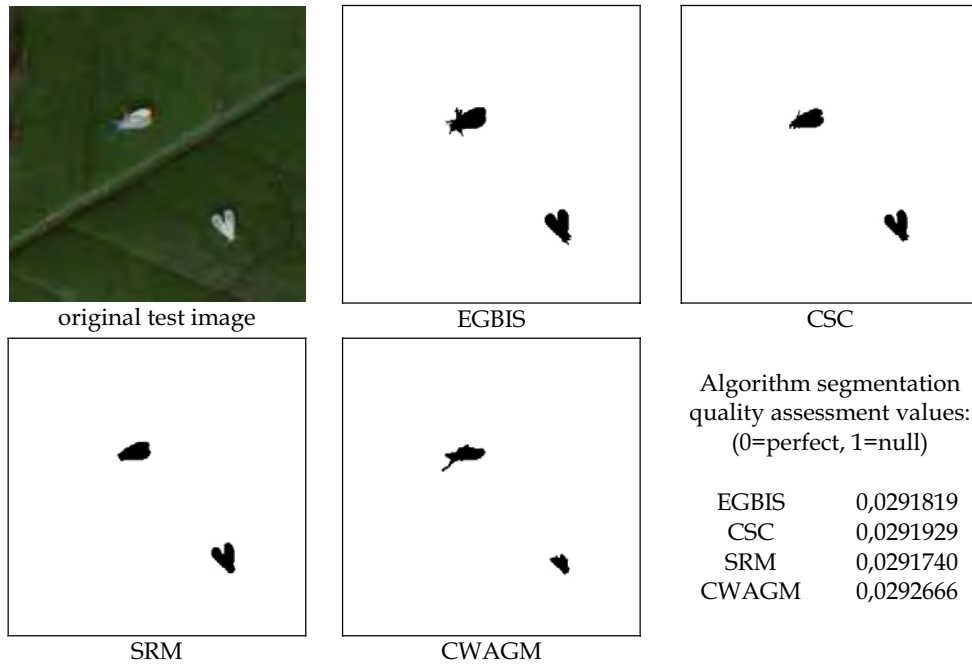 original test image
EGBIS
CSC
SRM
CWAGM
Algorithm segmentation
quality assessment values:
(0=perfect, 1=null)
EGBIS 0,0291819
CSC 0,0291929
SRM 0,0291740
CWAGM 0,0292666